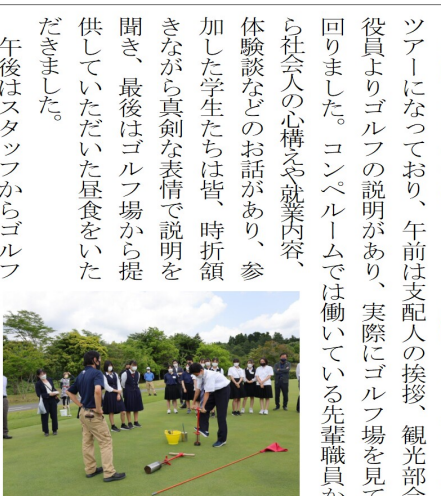 ツアーになっており、午前は支配人の挨拶、観光部会
役員よりゴルフの説明があり、実際にゴルフ場を見て
回りました。コンペルームでは働いている先輩職員か
ら社会人の心構えや就業内容、
体験談などのお話があり、参
加した学生たちは皆、時折頷
きながら真剣な表情で説明を
聞き、最後はゴルフ場から提
供していただいた昼食をいた
だきました。
午後はスタッフからゴルフ